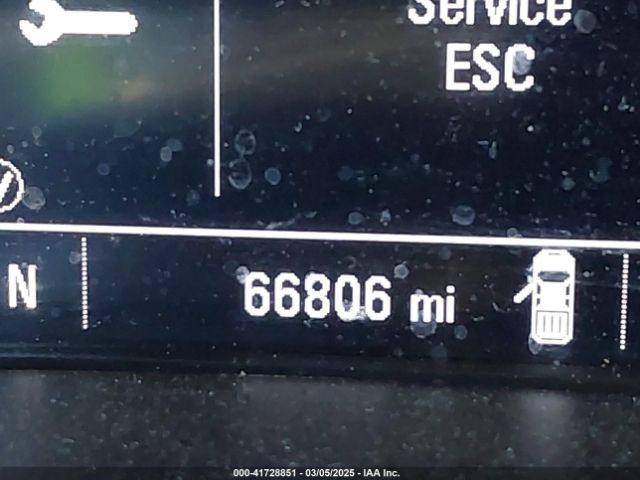 Service
ESC
N
66806 mi
000-41728851 - 03/05/2025 - IAA Inc.